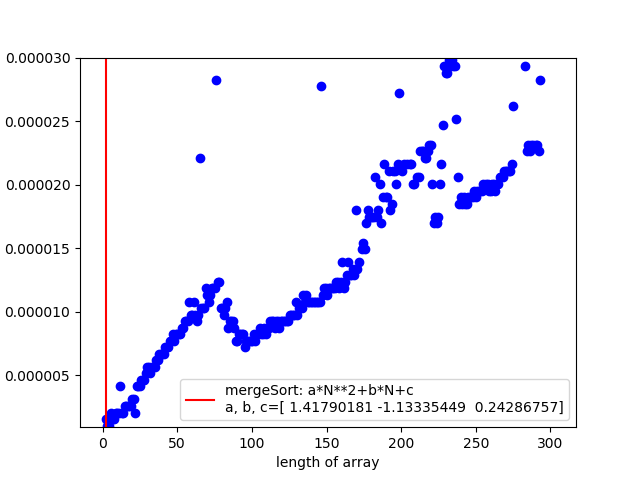 0.000030
0.000025
0.000020
0.000015
0.000010
0.000005
mergeSort: a*N**2+b*N+c
a, b, c=[ 1.41790181 -1.13335449  0.24286757]
0 50 100 150 200 250 300
length of array